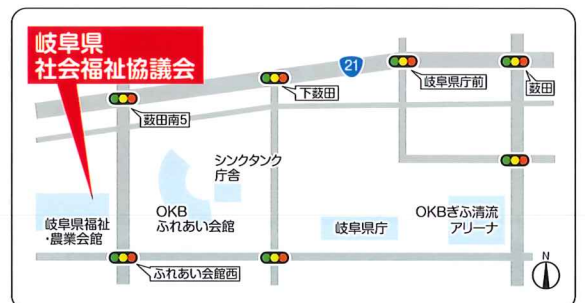 岐阜県
社会福祉協議会
21
岐阜県庁前
薮田
下薮田
薮田南5
シンクタンク
庁舎
OKB
ふれあい会館
岐阜県福祉
・農業会館
岐阜県庁
OKBぎふ清流
アリーナ
ふれあい会館西
N